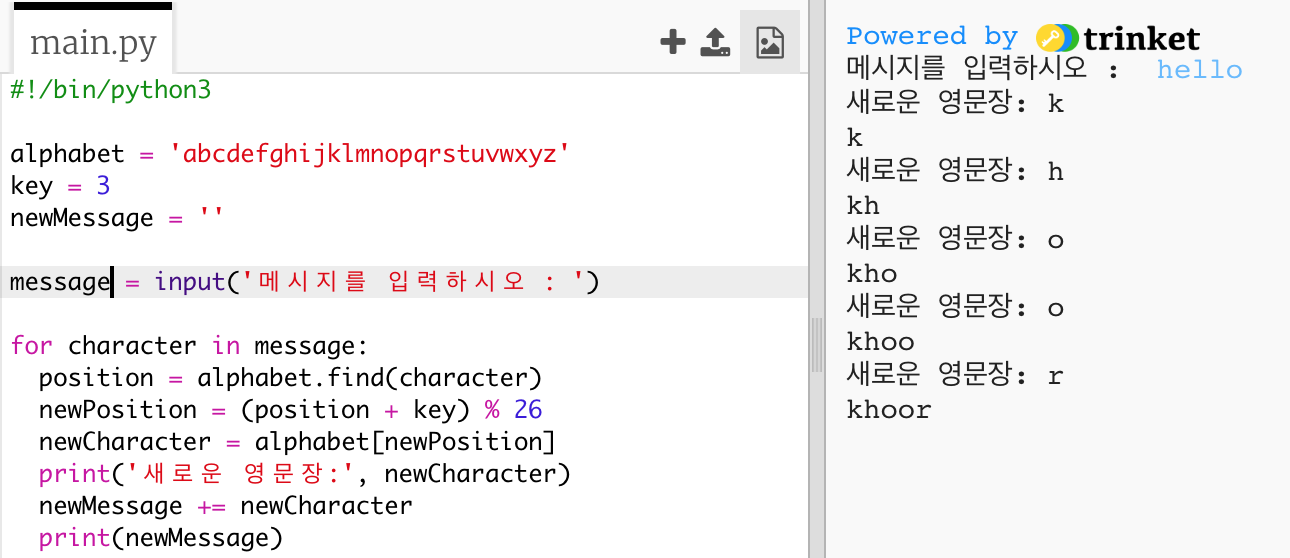 main.py
#!/bin/python3
alphabet = 'abcdefghijklmnopqrstuvwxyz'
key = 3
newMessage = ''
message = input('메시지를 입력하시오 : ')
for character in message:
  position = alphabet.find(character)
  newPosition = (position + key) % 26
  newCharacter = alphabet[newPosition]
  print('새로운 영문장:', newCharacter)
  newMessage += newCharacter
  print(newMessage)
Powered by trinket
메시지를 입력하시오 : hello
새로운 영문장: k
k
새로운 영문장: h
kh
새로운 영문장: o
kho
새로운 영문장: o
khoo
새로운 영문장: r
khoor